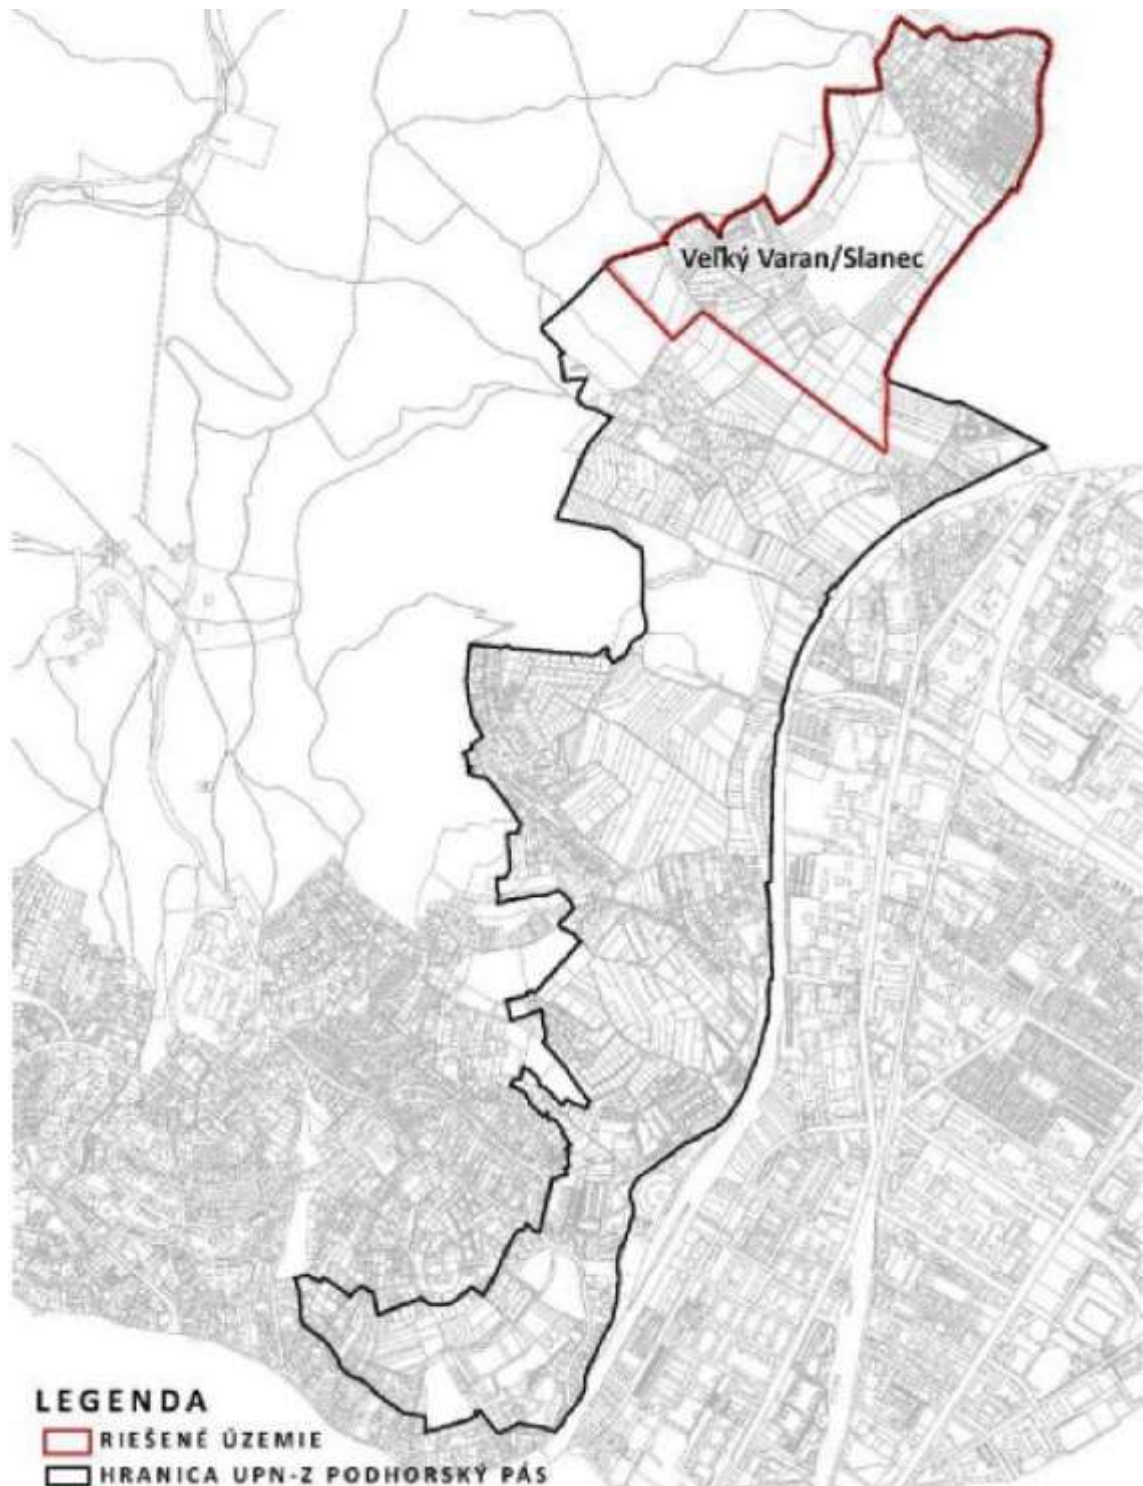 Veľký Varan/Slanec
LEGENDA
RIEŠENÉ ÚZEMIE
HRANICA UPN-Z PODHORSKÝ PÁS